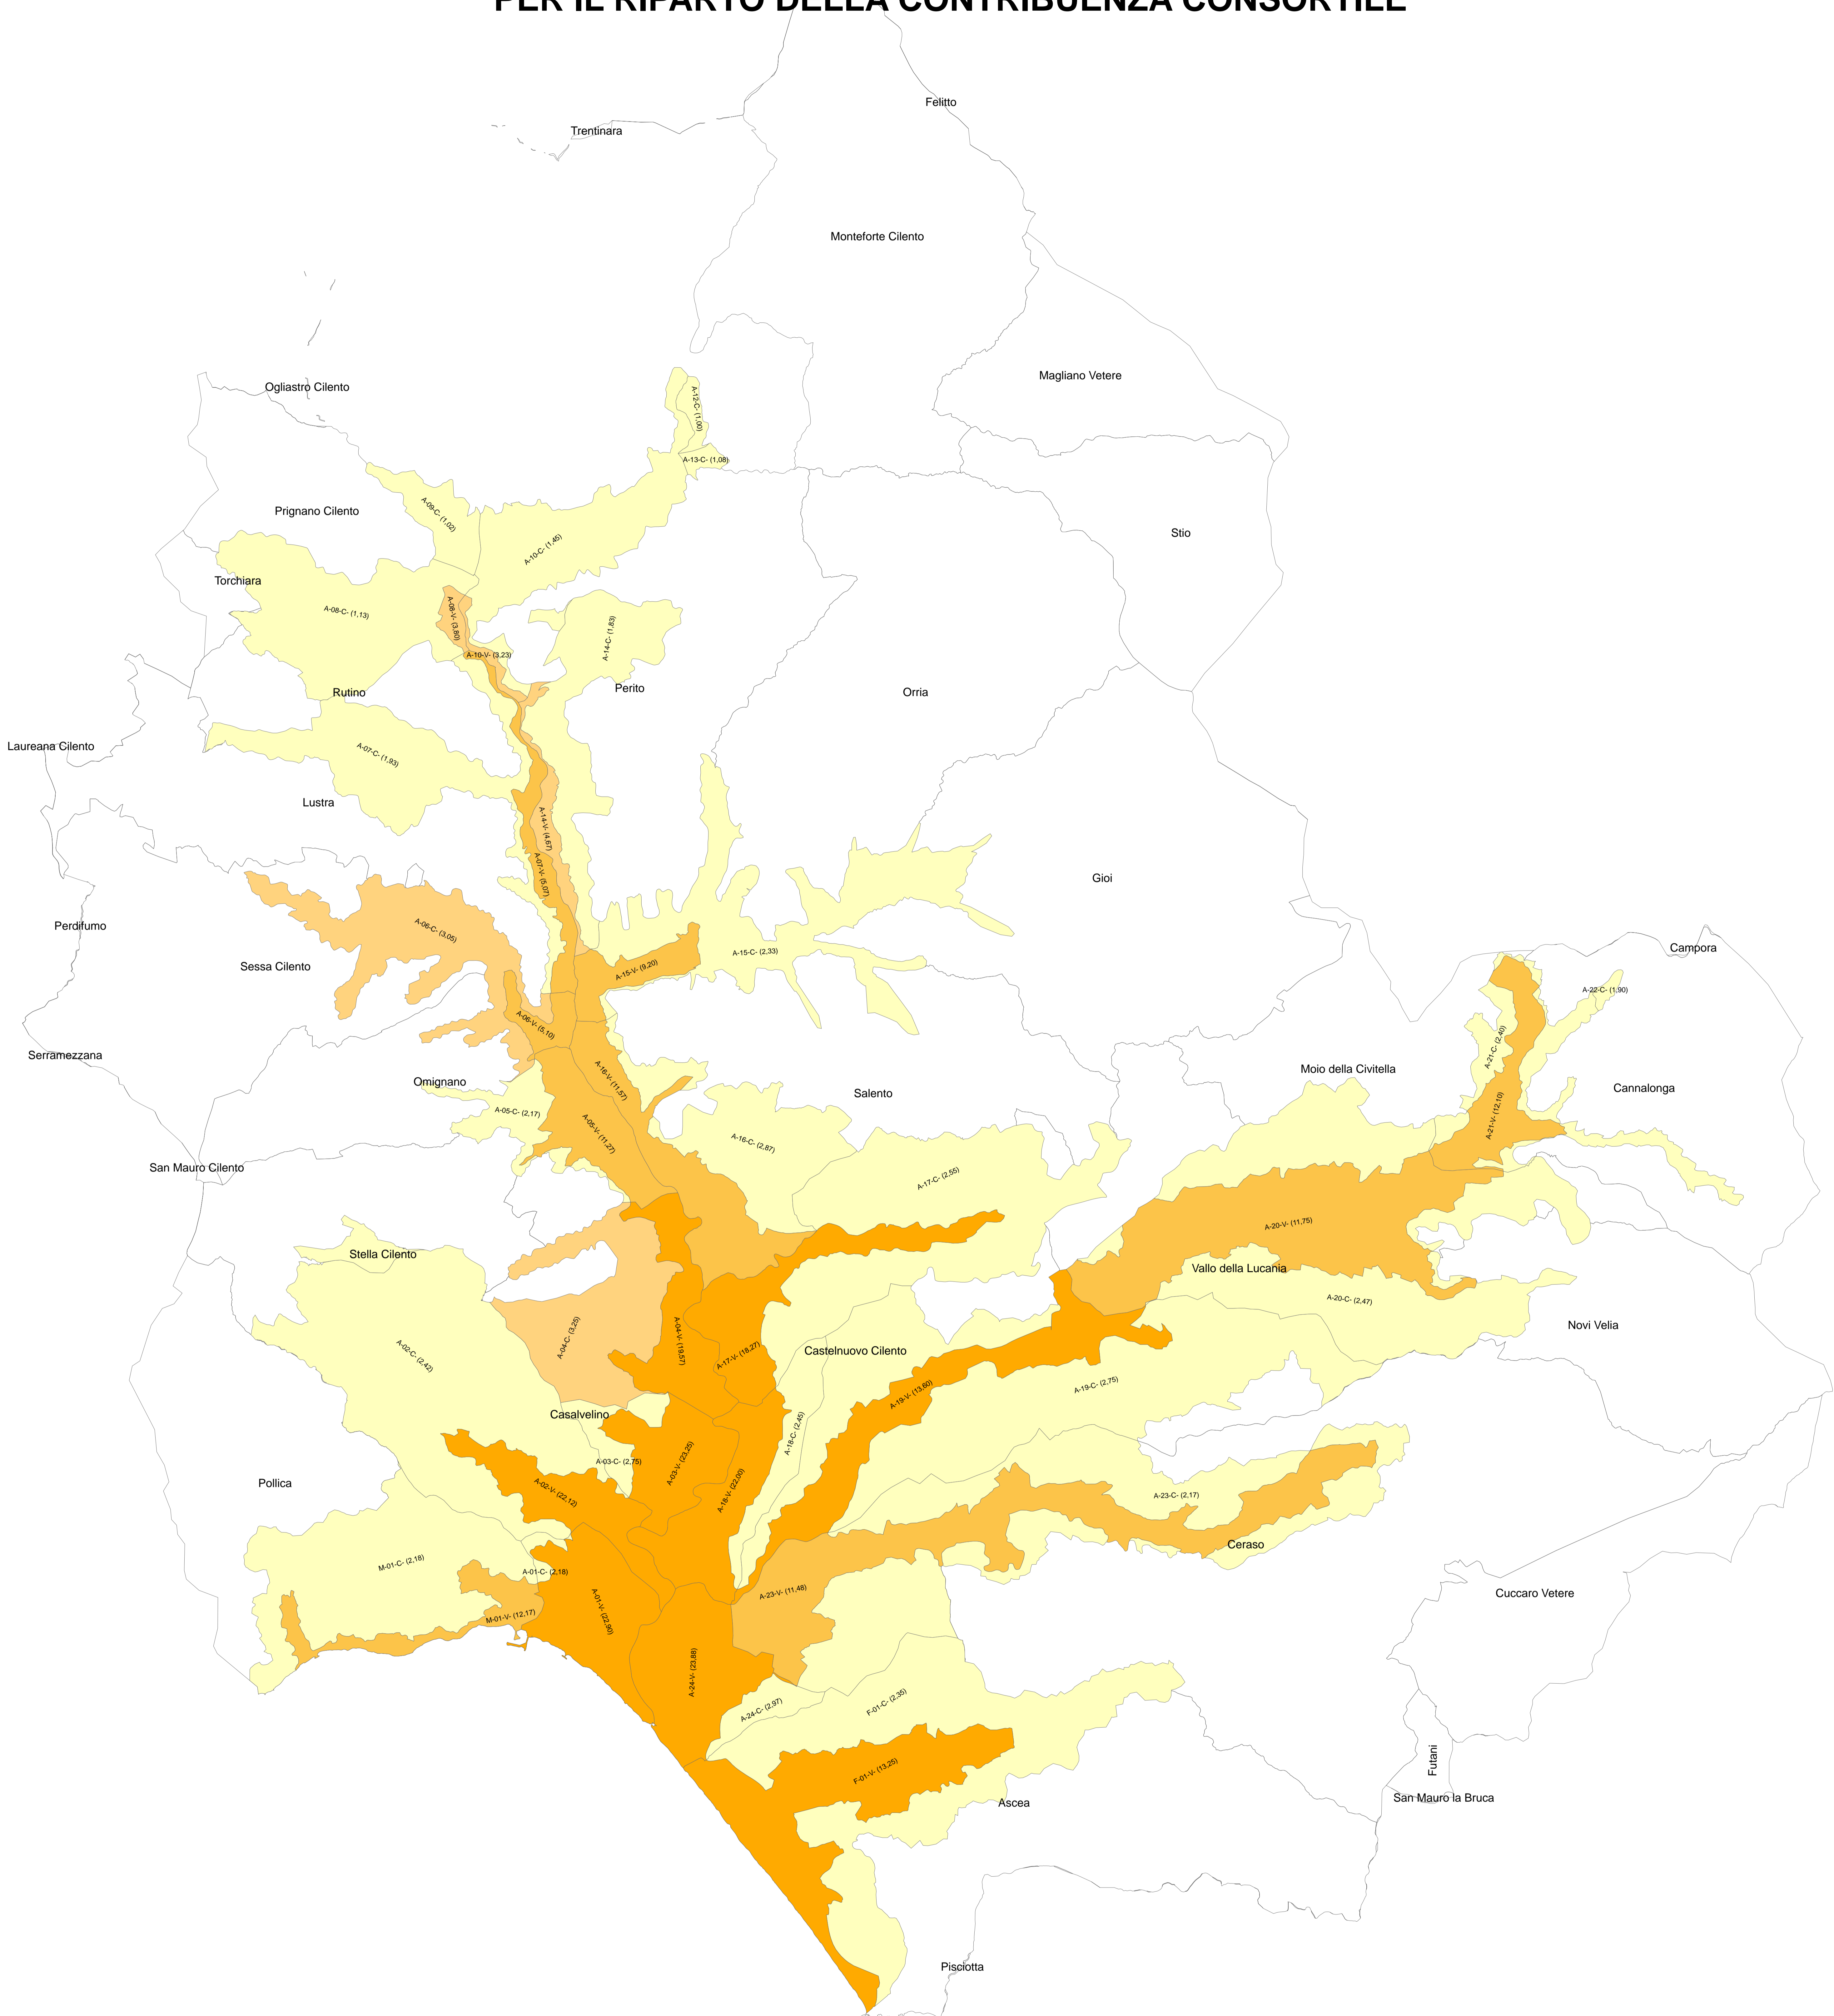 PER IL RIPARTO DELLA CONTRIBUENZA CONSORTILE
Felitto
Trentinara
Monteforte Cilento
Magliano Vetere
Ogliastro Cilento
A-12-C- (1,00)
A-13-C- (1,08)
Prignano Cilento
A-09-C- (1,02)
A-10-C- (1,45)
Stio
Torchiara
A-08-C- (1,13)
A-08-V- (3,80)
A-14-C- (1,83)
A-10-V- (3,23)
Rutino
Perito
Orria
Laureana Cilento
A-07-C- (1,93)
Lustra
A-14-V- (4,67)
A-07-V- (5,07)
Gioi
Perdifumo
A-06-C- (3,05)
Sessa Cilento
A-15-V- (9,20)
A-15-C- (2,33)
Campora
A-22-C- (1,90)
A-06-V- (5,10)
A-21-C- (2,40)
Serramezzana
Omignano
A-16-V- (11,57)
Salento
Moio della Civitella
Cannalonga
A-05-C- (2,17)
A-05-V- (11,27)
A-21-V- (12,10)
A-16-C- (2,87)
San Mauro Cilento
A-17-C- (2,55)
A-20-V- (11,75)
Stella Cilento
Vallo della Lucania
A-20-C- (2,47)
Novi Velia
A-02-C- (2,42)
A-04-C- (3,25)
A-04-V- (19,57)
A-17-V- (18,27)
Castelnuovo Cilento
A-19-V- (13,60)
A-19-C- (2,75)
Casalvelino
A-18-C- (2,45)
A-03-C- (2,75)
A-03-V- (23,25)
Pollica
A-02-V- (22,12)
A-18-V- (22,00)
A-23-C- (2,17)
Ceraso
M-01-C- (2,18)
A-01-C- (2,18)
A-01-V- (22,90)
A-23-V- (11,48)
Cuccaro Vetere
M-01-V- (12,17)
A-24-V- (23,88)
A-24-C- (2,97)
F-01-C- (2,35)
F-01-V- (13,25)
Futani
Ascea
San Mauro la Bruca
Pisciotta